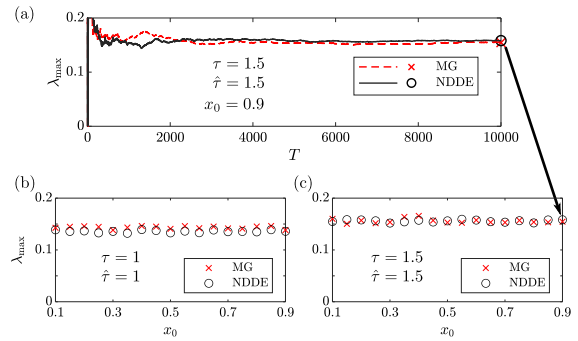 (a)
0.2
0.1
0
λmax
τ = 1.5
τ̂ = 1.5
x0 = 0.9
MG
NDDE
0 2000 4000 6000 8000 10000
T
(b)
0.2
0.1
0
λmax
τ = 1
τ̂ = 1
MG
NDDE
0.1 0.3 0.5 0.7 0.9
x0
(c)
0.2
0.1
0
τ = 1.5
τ̂ = 1.5
MG
NDDE
0.1 0.3 0.5 0.7 0.9
x0